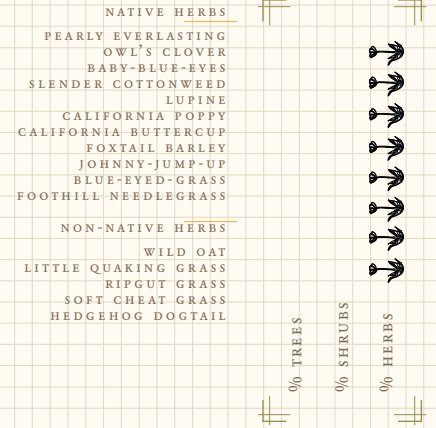 NATIVE HERBS
PEARLY EVERLASTING
OWL'S CLOVER
BABY-BLUE-EYES
SLENDER COTTONWEED
LUPINE
CALIFORNIA POPPY
CALIFORNIA BUTTERCUP
FOXTAIL BARLEY
JOHNNY-JUMP-UP
BLUE-EYED-GRASS
FOOTHILL NEEDLEGRASS
NON-NATIVE HERBS
WILD OAT
LITTLE QUAKING GRASS
RIPGUT GRASS
SOFT CHEAT GRASS
HEDGEHOG DOGTAIL
% TREES
% SHRUBS
% HERBS